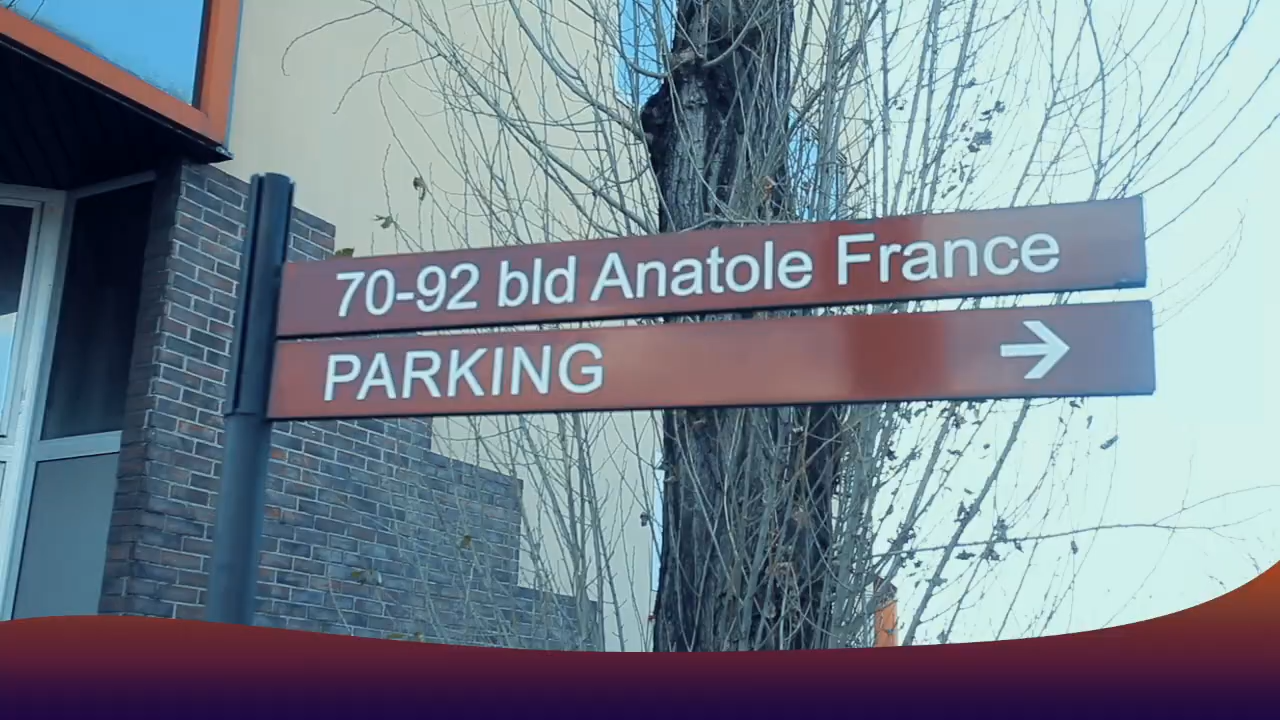 70-92 bld Anatole France
PARKING →